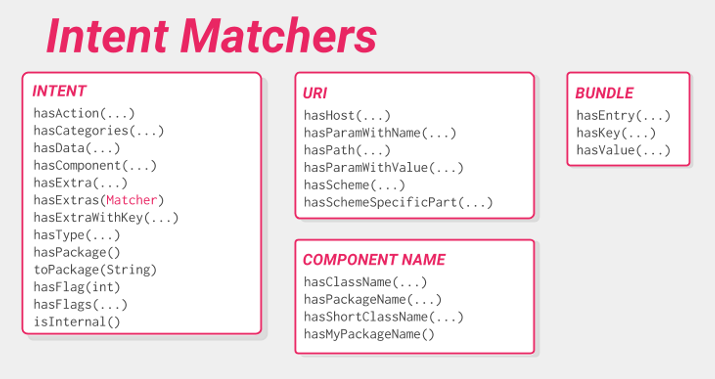 Intent Matchers
INTENT
hasAction(...)
hasCategories(...)
hasData(...)
hasComponent(...)
hasExtra(...)
hasExtras(Matcher)
hasExtraWithKey(...)
hasType(...)
hasPackage()
toPackage(String)
hasFlag(int)
hasFlags(...)
isInternal()
URI
hasHost(...)
hasParamWithName(...)
hasPath(...)
hasParamWithValue(...)
hasScheme(...)
hasSchemeSpecificPart(...)
COMPONENT NAME
hasClassName(...)
hasPackageName(...)
hasShortClassName(...)
hasMyPackageName()
BUNDLE
hasEntry(...)
hasKey(...)
hasValue(...)